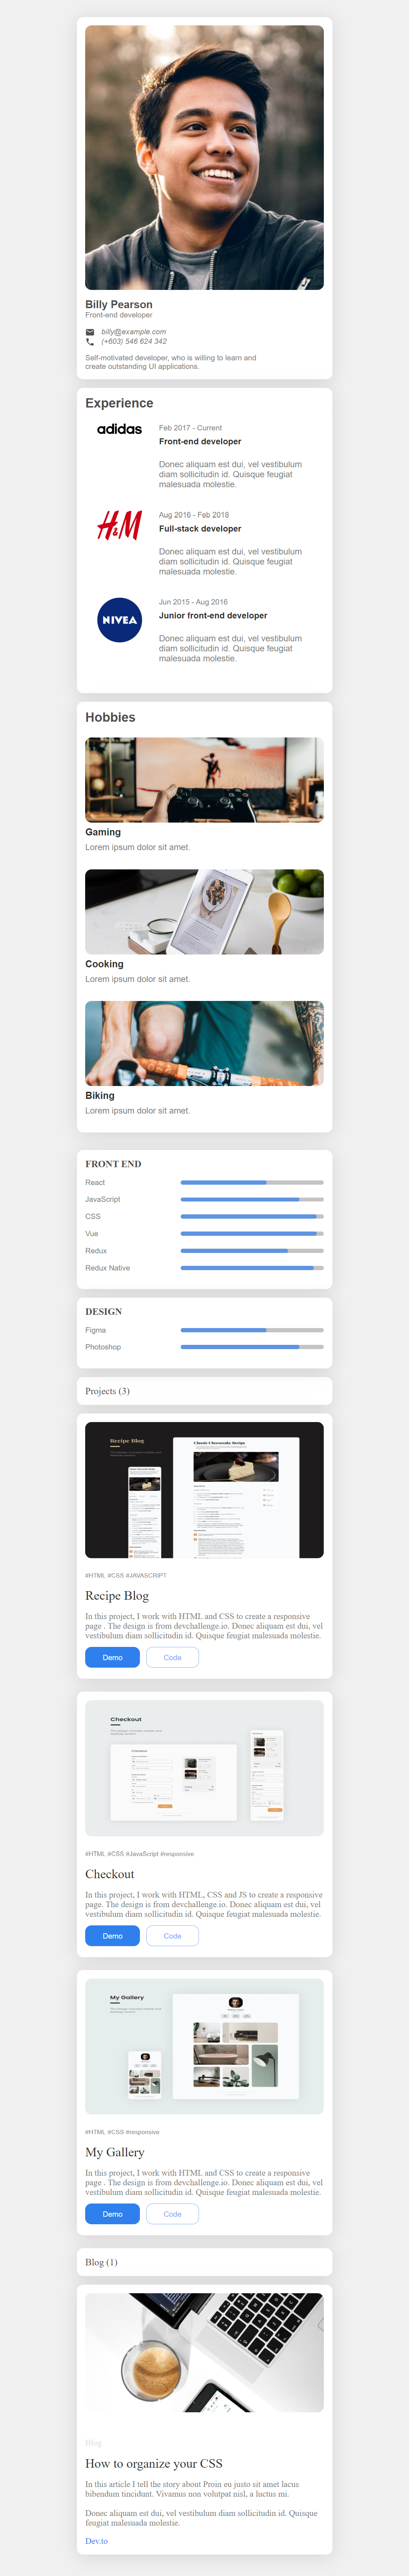 Billy Pearson
Front-end developer
billy@example.com
(+603) 546 624 342
Self-motivated developer, who is willing to learn and
create outstanding UI applications.
Experience
adidas
Feb 2017 - Current
Front-end developer
Donec aliquam est dui, vel vestibulum
diam sollicitudin id. Quisque feugiat
malesuada molestie.
H&M
Aug 2016 - Feb 2018
Full-stack developer
Donec aliquam est dui, vel vestibulum
diam sollicitudin id. Quisque feugiat
malesuada molestie.
NIVEA
Jun 2015 - Aug 2016
Junior front-end developer
Donec aliquam est dui, vel vestibulum
diam sollicitudin id. Quisque feugiat
malesuada molestie.
Hobbies
Gaming
Lorem ipsum dolor sit amet.
Cooking
Lorem ipsum dolor sit amet.
Biking
Lorem ipsum dolor sit amet.
FRONT END
React
JavaScript
CSS
Vue
Redux
Redux Native
DESIGN
Figma
Photoshop
Projects (3)
Recipe Blog
Classic Cheesecake Recipe
#HTML #CSS #JAVASCRIPT
Recipe Blog
In this project, I work with HTML and CSS to create a responsive
page . The design is from devchallenge.io. Donec aliquam est dui, vel
vestibulum diam sollicitudin id. Quisque feugiat malesuada molestie.
Demo Code
Checkout
Checkout
#HTML #CSS #JavaScript #responsive
Checkout
In this project, I work with HTML, CSS and JS to create a responsive
page. The design is from devchallenge.io. Donec aliquam est dui, vel
vestibulum diam sollicitudin id. Quisque feugiat malesuada molestie.
Demo Code
My Gallery
#HTML #CSS #responsive
My Gallery
In this project, I work with HTML and CSS to create a responsive
page . The design is from devchallenge.io. Donec aliquam est dui, vel
vestibulum diam sollicitudin id. Quisque feugiat malesuada molestie.
Demo Code
Blog (1)
Blog
How to organize your CSS
In this article I tell the story about Proin eu justo sit amet lacus
bibendum tincidunt. Vivamus non volutpat nisl, a luctus mi.
Donec aliquam est dui, vel vestibulum diam sollicitudin id. Quisque
feugiat malesuada molestie.
Dev.to